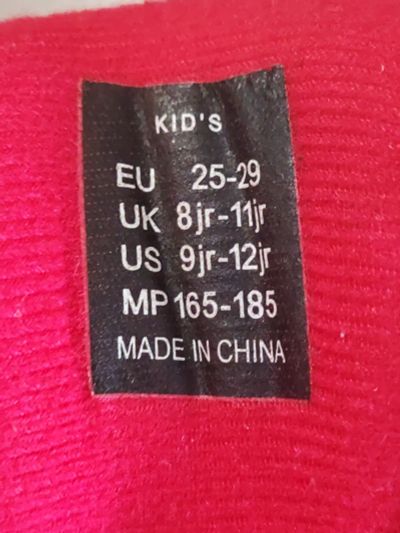 KID'S
EU 25-29
UK 8jr-11jr
US 9jr-12jr
MP 165-185
MADE IN CHINA